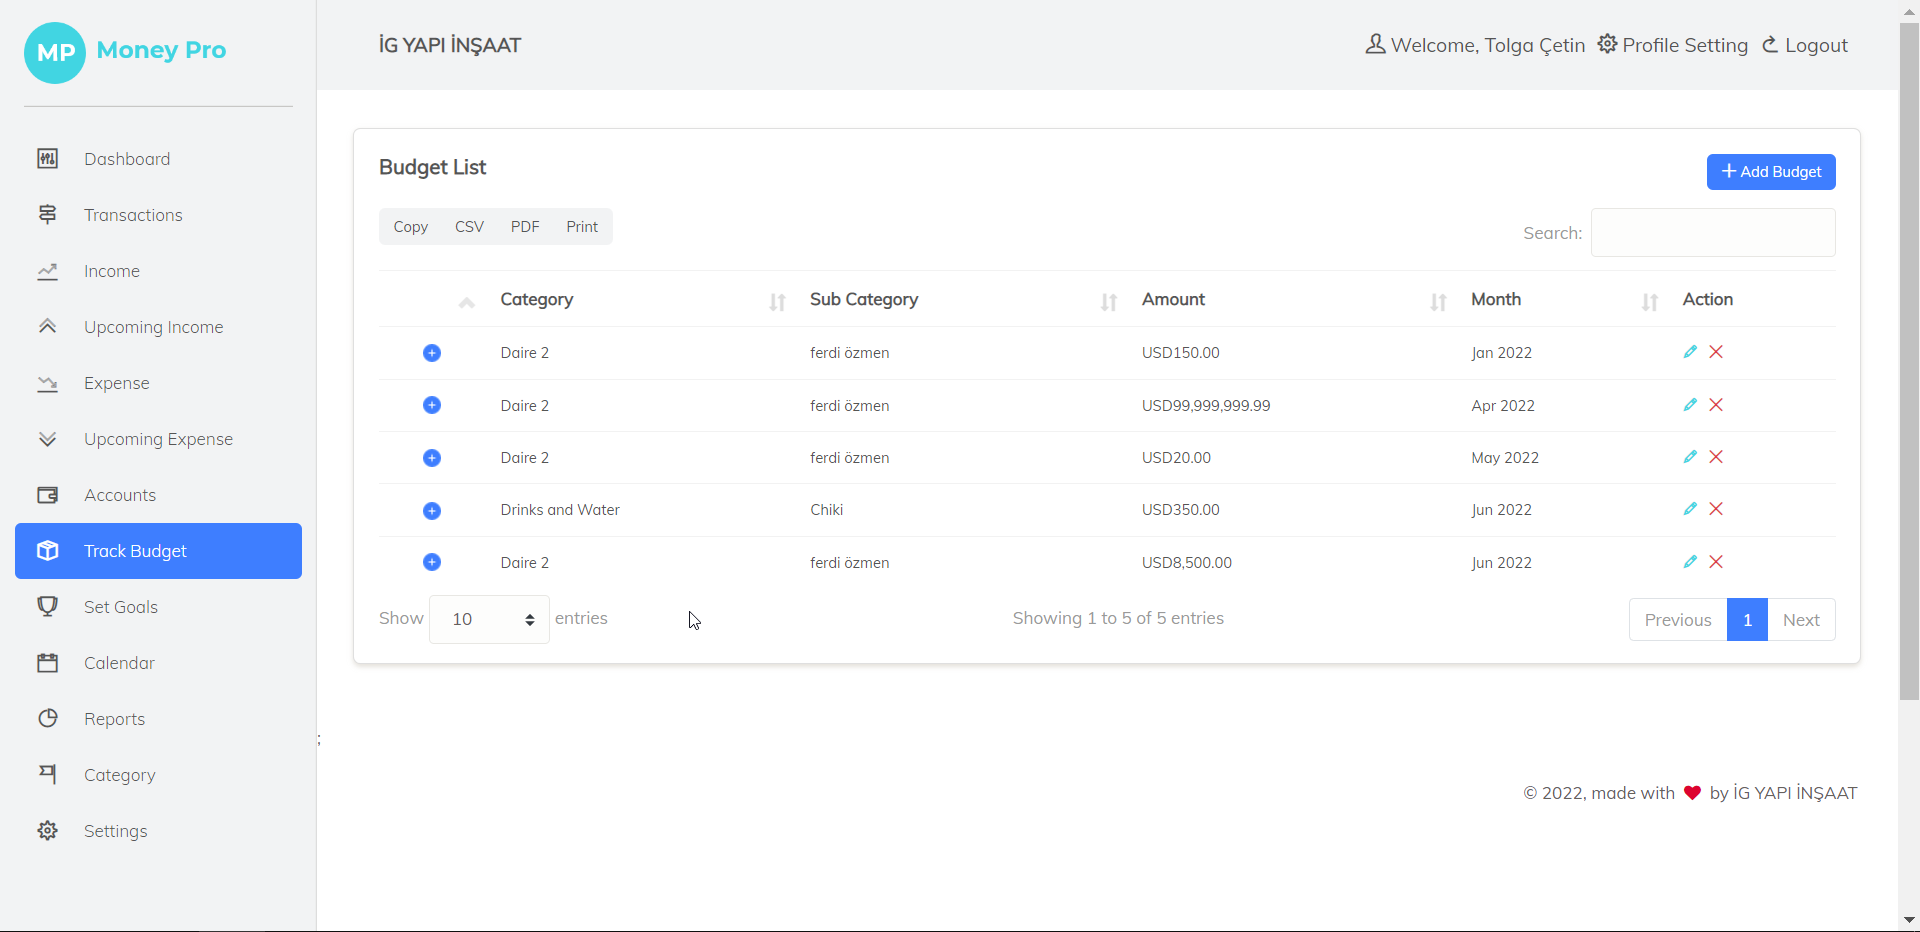 MP Money Pro
İG YAPI İNŞAAT
Welcome, Tolga Çetin Profile Setting Logout
Dashboard
Transactions
Income
Upcoming Income
Expense
Upcoming Expense
Accounts
Track Budget
Set Goals
Calendar
Reports
Category
Settings
Budget List
Add Budget
Copy CSV PDF Print
Search:
Category Sub Category Amount Month Action
Daire 2 ferdi özmen USD150.00 Jan 2022
Daire 2 ferdi özmen USD99,999,999.99 Apr 2022
Daire 2 ferdi özmen USD20.00 May 2022
Drinks and Water Chiki USD350.00 Jun 2022
Daire 2 ferdi özmen USD8,500.00 Jun 2022
Show 10 entries Showing 1 to 5 of 5 entries Previous 1 Next
;
© 2022, made with by İG YAPI İNŞAAT